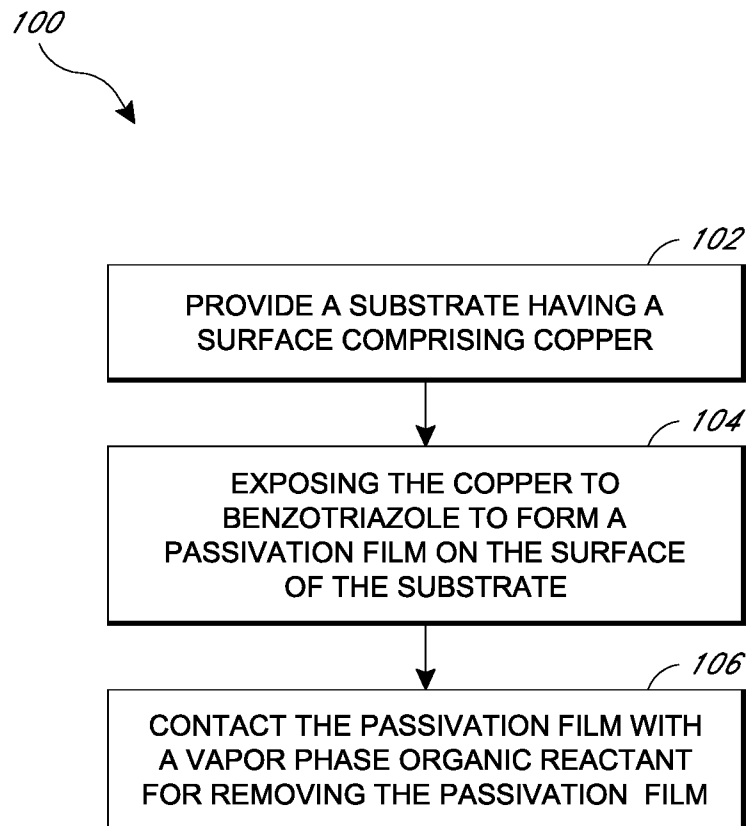 100
102
PROVIDE A SUBSTRATE HAVING A
SURFACE COMPRISING COPPER
104
EXPOSING THE COPPER TO
BENZOTRIAZOLE TO FORM A
PASSIVATION FILM ON THE SURFACE
OF THE SUBSTRATE
106
CONTACT THE PASSIVATION FILM WITH
A VAPOR PHASE ORGANIC REACTANT
FOR REMOVING THE PASSIVATION FILM